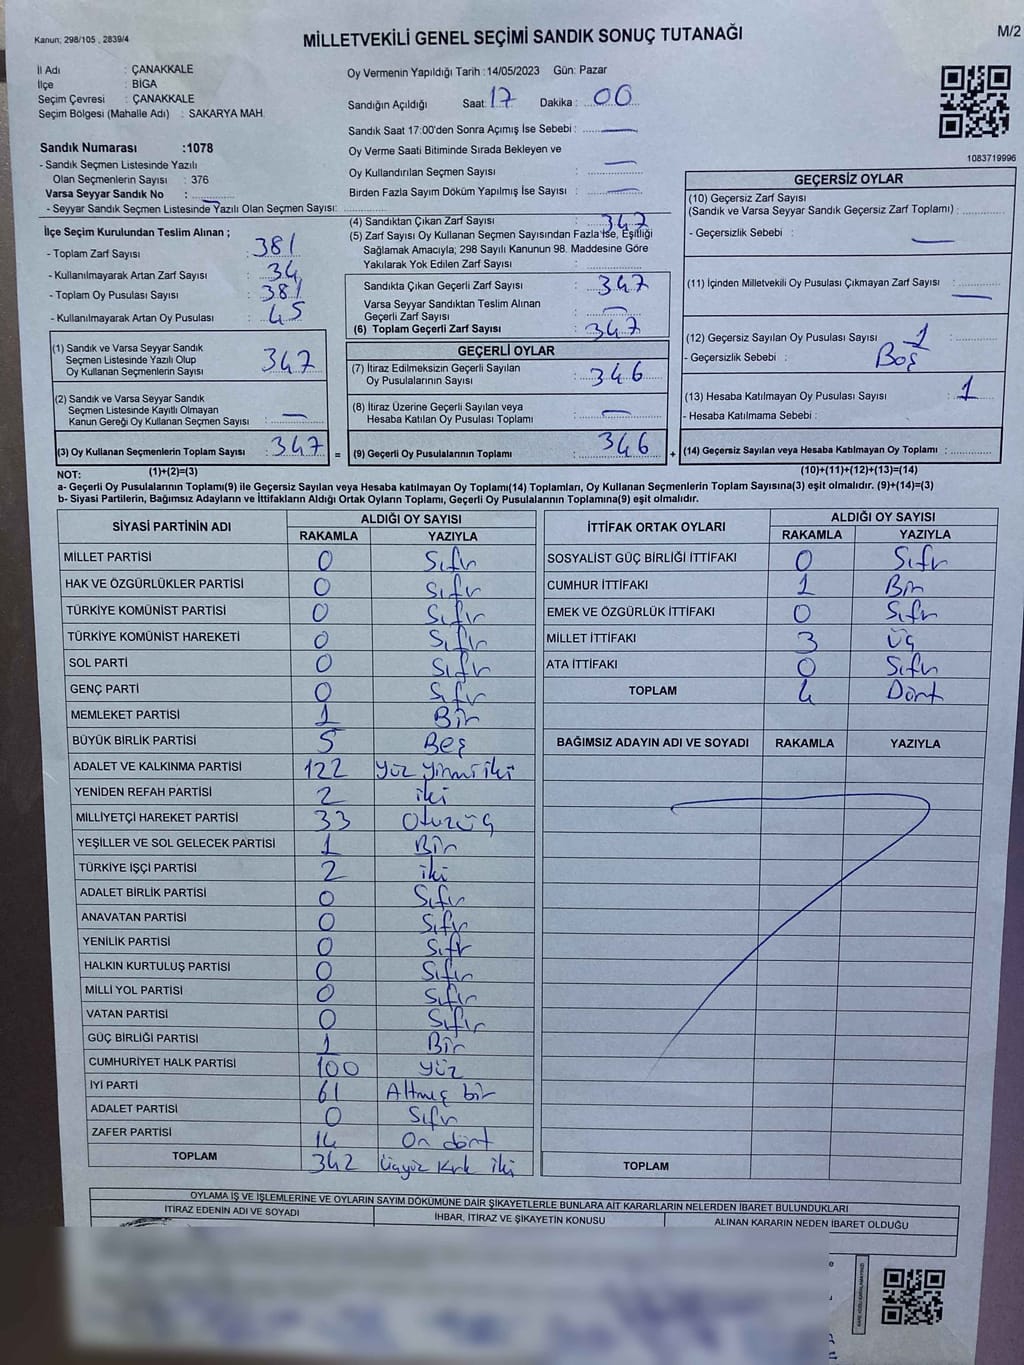 Kanun; 298/105 , 2839/4
MİLLETVEKİLİ GENEL SEÇİMİ SANDIK SONUÇ TUTANAĞI
M/2
İl Adı : ÇANAKKALE
İlçe : BİGA
Seçim Çevresi : ÇANAKKALE
Seçim Bölgesi (Mahalle Adı) : SAKARYA MAH.
Sandık Numarası :1078
- Sandık Seçmen Listesinde Yazılı
Olan Seçmenlerin Sayısı : 376
Varsa Seyyar Sandık No : —
- Seyyar Sandık Seçmen Listesinde Yazılı Olan Seçmen Sayısı:
Oy Vermenin Yapıldığı Tarih :14/05/2023 Gün: Pazar
Sandığın Açıldığı Saat: 17 Dakika : 00
Sandık Saat 17:00'den Sonra Açımış İse Sebebi : —
Oy Verme Saati Bitiminde Sırada Bekleyen ve
Oy Kullandırılan Seçmen Sayısı : —
Birden Fazla Sayım Döküm Yapılmış İse Sayısı : —
1083719996
İlçe Seçim Kurulundan Teslim Alınan ;
- Toplam Zarf Sayısı : 381
- Kullanılmayarak Artan Zarf Sayısı : 34
- Toplam Oy Pusulası Sayısı : 381
- Kullanılmayarak Artan Oy Pusulası : 45
(1) Sandık ve Varsa Seyyar Sandık
Seçmen Listesinde Yazılı Olup
Oy Kullanan Seçmenlerin Sayısı 347
(2) Sandık ve Varsa Seyyar Sandık
Seçmen Listesinde Kayıtlı Olmayan
Kanun Gereği Oy Kullanan Seçmen Sayısı : —
(3) Oy Kullanan Seçmenlerin Toplam Sayısı : 347 =
(4) Sandıktan Çıkan Zarf Sayısı : 347
(5) Zarf Sayısı Oy Kullanan Seçmen Sayısından Fazla İse, Eşitliği
Sağlamak Amacıyla; 298 Sayılı Kanunun 98. Maddesine Göre
Yakılarak Yok Edilen Zarf Sayısı :
Sandıkta Çıkan Geçerli Zarf Sayısı : 347
Varsa Seyyar Sandıktan Teslim Alınan
Geçerli Zarf Sayısı : —
(6) Toplam Geçerli Zarf Sayısı : 347
GEÇERLİ OYLAR
(7) İtiraz Edilmeksizin Geçerli Sayılan
Oy Pusulalarının Sayısı : 346
(8) İtiraz Üzerine Geçerli Sayılan veya
Hesaba Katılan Oy Pusulaları Toplamı : —
(9) Geçerli Oy Pusulalarının Toplamı : 346 +
GEÇERSİZ OYLAR
(10) Geçersiz Zarf Sayısı
(Sandık ve Varsa Seyyar Sandık Geçersiz Zarf Toplamı) :
- Geçersizlik Sebebi : —
(11) İçinden Milletvekili Oy Pusulası Çıkmayan Zarf Sayısı : —
(12) Geçersiz Sayılan Oy Pusulası Sayısı : 1
- Geçersizlik Sebebi : Boş
(13) Hesaba Katılmayan Oy Pusulası Sayısı : 1
- Hesaba Katılmama Sebebi :
(14) Geçersiz Sayılan veya Hesaba Katılmayan Oy Toplamı :
NOT:
(1)+(2)=(3)
(10)+(11)+(12)+(13)=(14)
a- Geçerli Oy Pusulalarının Toplamı(9) ile Geçersiz Sayılan veya Hesaba katılmayan Oy Toplamı(14) Toplamları, Oy Kullanan Seçmenlerin Toplam Sayısına(3) eşit olmalıdır. (9)+(14)=(3)
b- Siyasi Partilerin, Bağımsız Adayların ve İttifakların Aldığı Ortak Oyların Toplamı, Geçerli Oy Pusulalarının Toplamına(9) eşit olmalıdır.
SİYASİ PARTİNİN ADI ALDIĞI OY SAYISI
RAKAMLA YAZIYLA
MİLLET PARTİSİ 0 Sıfır
HAK VE ÖZGÜRLÜKLER PARTİSİ 0 Sıfır
TÜRKİYE KOMÜNİST PARTİSİ 0 Sıfır
TÜRKİYE KOMÜNİST HAREKETİ 0 Sıfır
SOL PARTİ 0 Sıfır
GENÇ PARTİ 0 Sıfır
MEMLEKET PARTİSİ 1 Bir
BÜYÜK BİRLİK PARTİSİ 5 Beş
ADALET VE KALKINMA PARTİSİ 122 Yüz Yirmi iki
YENİDEN REFAH PARTİSİ 2 iki
MİLLİYETÇİ HAREKET PARTİSİ 33 Otuzüç
YEŞİLLER VE SOL GELECEK PARTİSİ 1 Bir
TÜRKİYE İŞÇİ PARTİSİ 2 iki
ADALET BİRLİK PARTİSİ 0 Sıfır
ANAVATAN PARTİSİ 0 Sıfır
YENİLİK PARTİSİ 0 Sıfır
HALKIN KURTULUŞ PARTİSİ 0 Sıfır
MİLLİ YOL PARTİSİ 0 Sıfır
VATAN PARTİSİ 0 Sıfır
GÜÇ BİRLİĞİ PARTİSİ 1 Bir
CUMHURİYET HALK PARTİSİ 100 Yüz
İYİ PARTİ 61 Altmış bir
ADALET PARTİSİ 0 Sıfır
ZAFER PARTİSİ 14 On dört
TOPLAM 342 Üçyüz Kırk iki
İTTİFAK ORTAK OYLARI ALDIĞI OY SAYISI
RAKAMLA YAZIYLA
SOSYALİST GÜÇ BİRLİĞİ İTTİFAKI 0 Sıfır
CUMHUR İTTİFAKI 1 Bir
EMEK VE ÖZGÜRLÜK İTTİFAKI 0 Sıfır
MİLLET İTTİFAKI 3 Üç
ATA İTTİFAKI 0 Sıfır
TOPLAM 4 Dört
BAĞIMSIZ ADAYIN ADI VE SOYADI RAKAMLA YAZIYLA
TOPLAM
OYLAMA İŞ VE İŞLEMLERİNE VE OYLARIN SAYIM DÖKÜMÜNE DAİR ŞİKAYETLERLE BUNLARA AİT KARARLARIN NELERDEN İBARET BULUNDUKLARI
İTİRAZ EDENİN ADI VE SOYADI İHBAR, İTİRAZ VE ŞİKAYETİN KONUSU ALINAN KARARIN NEDEN İBARET OLDUĞU